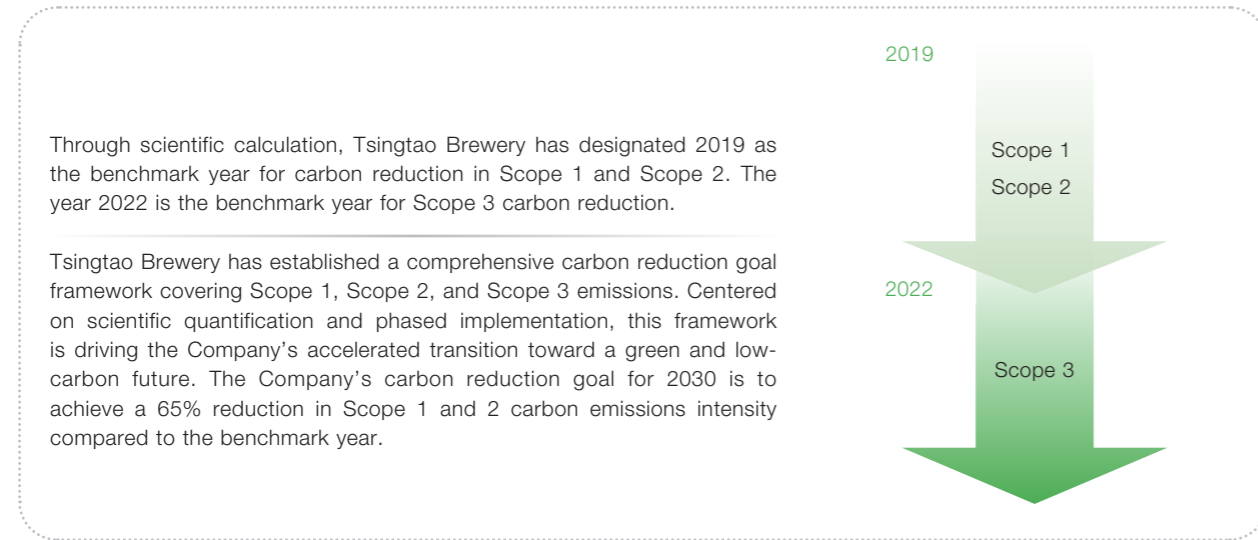 Through scientific calculation, Tsingtao Brewery has designated 2019 as
the benchmark year for carbon reduction in Scope 1 and Scope 2. The
year 2022 is the benchmark year for Scope 3 carbon reduction.
Tsingtao Brewery has established a comprehensive carbon reduction goal
framework covering Scope 1, Scope 2, and Scope 3 emissions. Centered
on scientific quantification and phased implementation, this framework
is driving the Company’s accelerated transition toward a green and low-
carbon future. The Company’s carbon reduction goal for 2030 is to
achieve a 65% reduction in Scope 1 and 2 carbon emissions intensity
compared to the benchmark year.
2019
Scope 1
Scope 2
2022
Scope 3